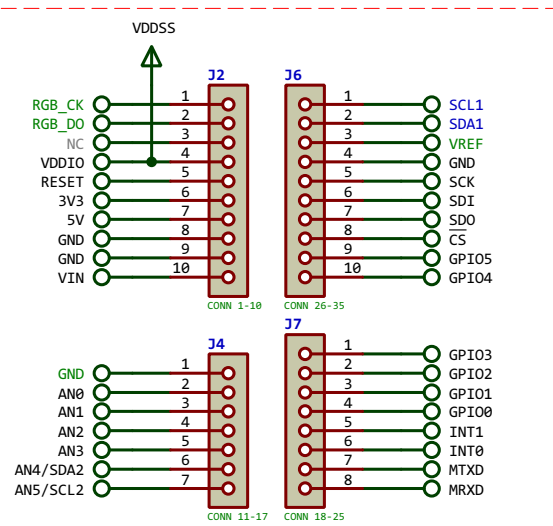 VDDSS
J2
RGB_CK 1
RGB_DO 2
NC 3
VDDIO 4
RESET 5
3V3 6
5V 7
GND 8
GND 9
VIN 10
CONN 1-10
J6
1 SCL1
2 SDA1
3 VREF
4 GND
5 SCK
6 SDI
7 SDO
8 CS
9 GPIO5
10 GPIO4
CONN 26-35
J4
GND 1
AN0 2
AN1 3
AN2 4
AN3 5
AN4/SDA2 6
AN5/SCL2 7
CONN 11-17
J7
1 GPIO3
2 GPIO2
3 GPIO1
4 GPIO0
5 INT1
6 INT0
7 MTXD
8 MRXD
CONN 18-25